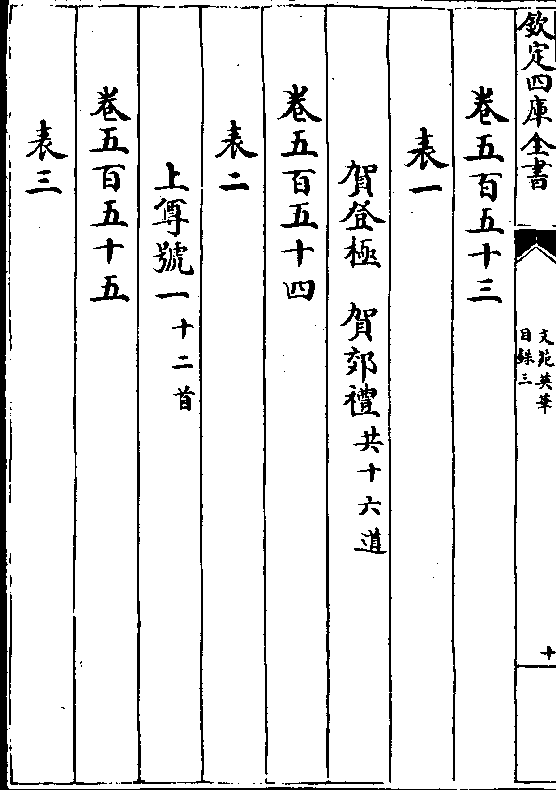 欽定四庫全書
文苑英華
目録三
十
卷五百五十三
表一
賀登極　賀郊禮共十六道
卷五百五十四
表二
上尊號一十二首
卷五百五十五
表三